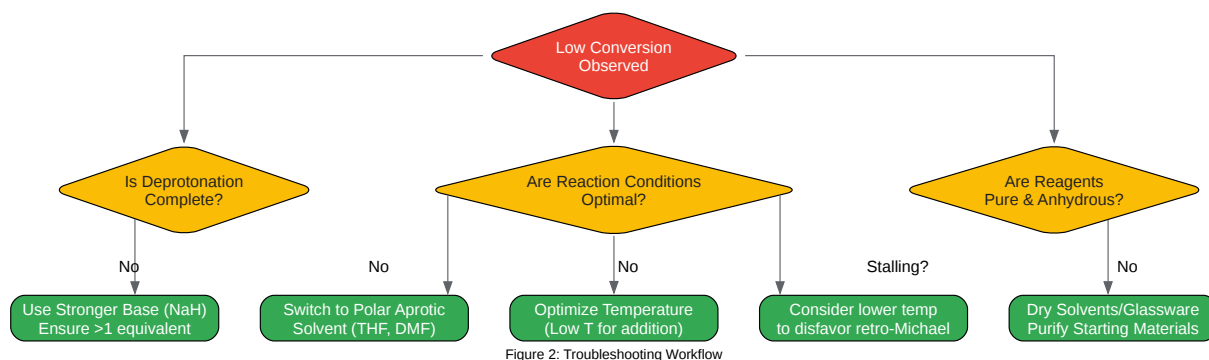 Low Conversion
Observed
Is Deprotonation
Complete?
Are Reaction Conditions
Optimal?
Are Reagents
Pure & Anhydrous?
No
No
No
Stalling?
No
Use Stronger Base (NaH)
Ensure >1 equivalent
Switch to Polar Aprotic
Solvent (THF, DMF)
Optimize Temperature
(Low T for addition)
Consider lower temp
to disfavor retro-Michael
Dry Solvents/Glassware
Purify Starting Materials
Figure 2: Troubleshooting Workflow